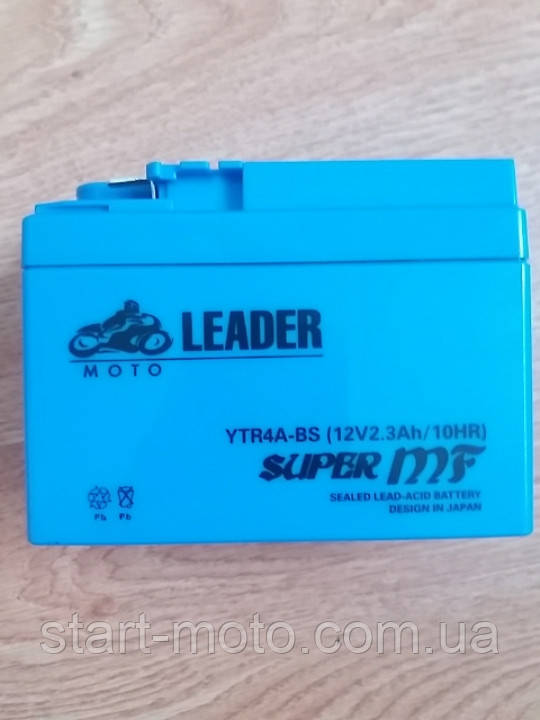 LEADER
MOTO
YTR4A-BS (12V2.3Ah/10HR)
SUPER MF
SEALED LEAD-ACID BATTERY
DESIGN IN JAPAN
Pb Pb
start-moto.com.ua